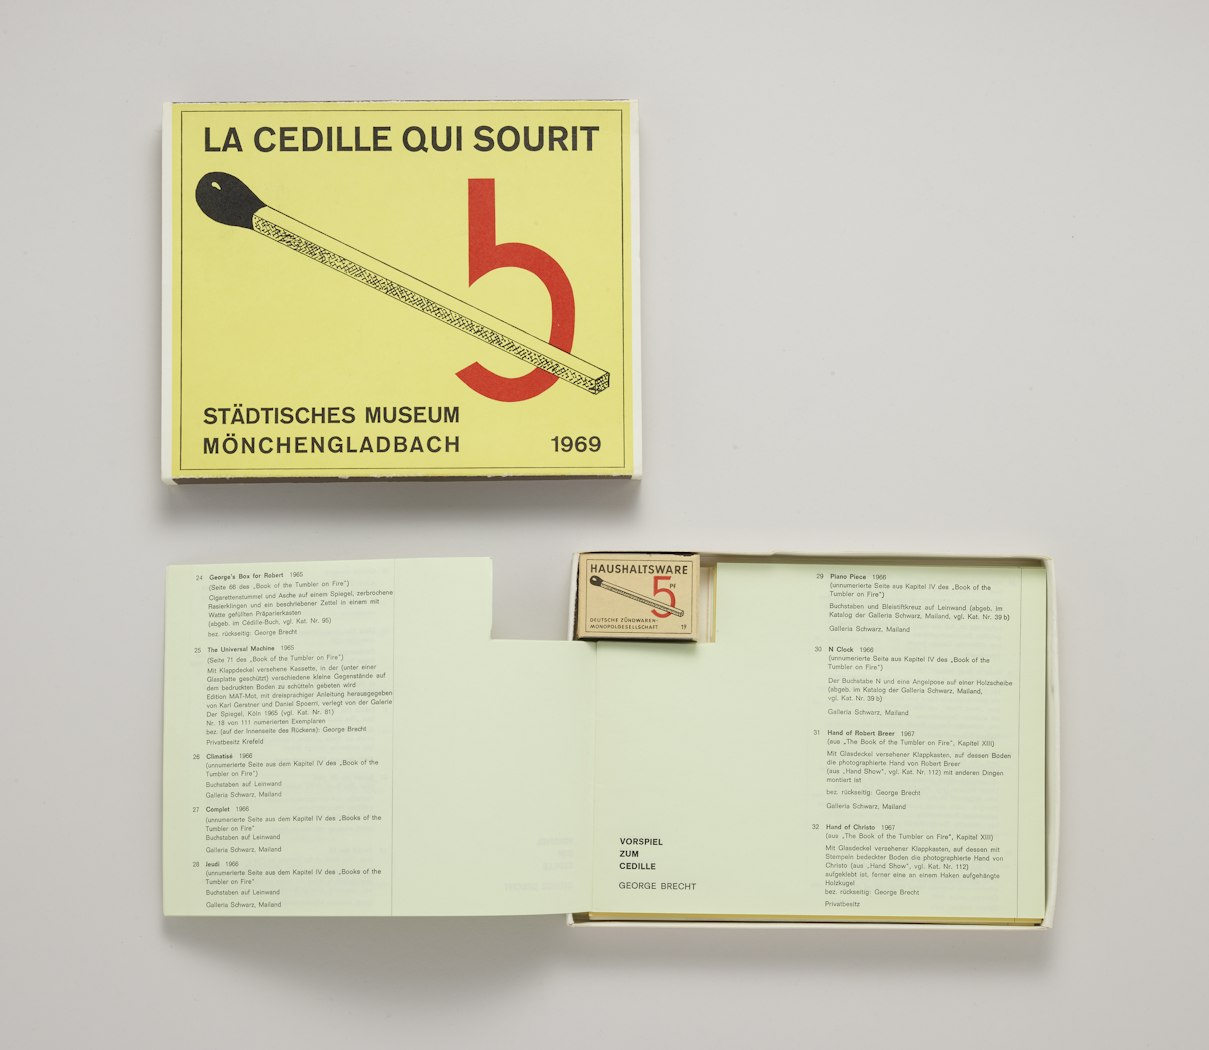 LA CEDILLE QUI SOURIT
5
STÄDTISCHES MUSEUM
MÖNCHENGLADBACH 1969
24 George's Box for Robert 1965
(Seite 68 des „Book of the Tumbler on Fire")
Cigarettenstummel und Asche auf einem Spiegel, zerbrochene
Rasierklingen und ein beschriebener Zettel in einem mit
Watte gefüllten Präparierkasten
(abgeb. im Cédille-Buch, vgl. Kat. Nr. 95)
bez. rückseitig: George Brecht
25 The Universal Machine 1965
(Seite 71 des „Book of the Tumbler on Fire")
Mit Klappdeckel versehene Kassette, in der (unter einer
Glasplatte geschützt) verschiedene kleine Gegenstände auf
dem bedruckten Boden zu schütteln gebeten wird
Edition MAT-Mot, mit dreisprachiger Anleitung herausgegeben
von Karl Gerstner und Daniel Spoerri, verlegt von der Galerie
Der Spiegel, Köln 1965 (vgl. Kat. Nr. 81)
Nr. 18 von 111 numerierten Exemplaren
bez. (auf der Innenseite des Rückens): George Brecht
Privatbesitz Krefeld
26 Climatisé 1966
(unnumerierte Seite aus dem Kapitel IV des „Book of the
Tumbler on Fire")
Buchstaben auf Leinwand
Galleria Schwarz, Mailand
27 Complet 1966
(unnumerierte Seite aus dem Kapitel IV des „Books of the
Tumbler on Fire"
Buchstaben auf Leinwand
Galleria Schwarz, Mailand
28 Jeudi 1966
(unnumerierte Seite aus dem Kapitel IV des „Books of the
Tumbler on Fire"
Buchstaben auf Leinwand
Galleria Schwarz, Mailand
HAUSHALTSWARE
5 Pf
DEUTSCHE ZÜNDWAREN-
MONOPOLGESELLSCHAFT
VORSPIEL
ZUM
CEDILLE
GEORGE BRECHT
29 Piano Piece 1966
(unnumerierte Seite aus Kapitel IV des „Book of the
Tumbler on Fire")
Buchstaben und Bleistiftkreuz auf Leinwand (abgeb. im
Katalog der Galleria Schwarz, Mailand, vgl. Kat. Nr. 39 b)
Galleria Schwarz, Mailand
30 N Clock 1966
(unnumerierte Seite aus Kapitel IV des „Book of the
Tumbler on Fire")
Der Buchstabe N und eine Angelpose auf einer Holzscheibe
(abgeb. im Katalog der Galleria Schwarz, Mailand,
vgl. Kat. Nr. 39 b)
Galleria Schwarz, Mailand
31 Hand of Robert Breer 1967
(aus „The Book of the Tumbler on Fire", Kapitel XIII)
Mit Glasdeckel versehener Klappkasten, auf dessen Boden
die photographierte Hand von Robert Breer
(aus „Hand Show", vgl. Kat. Nr. 112) mit anderen Dingen
montiert ist
bez. rückseitig: George Brecht
Galleria Schwarz, Mailand
32 Hand of Christo 1967
(aus „The Book of the Tumbler on Fire", Kapitel XIII)
Mit Glasdeckel versehener Klappkasten, auf dessen mit
Stempeln bedeckter Boden die photographierte Hand von
Christo (aus „Hand Show", vgl. Kat. Nr. 112)
aufgeklebt ist, ferner eine an einem Haken aufgehängte
Holzkugel
bez. rückseitig: George Brecht
Privatbesitz